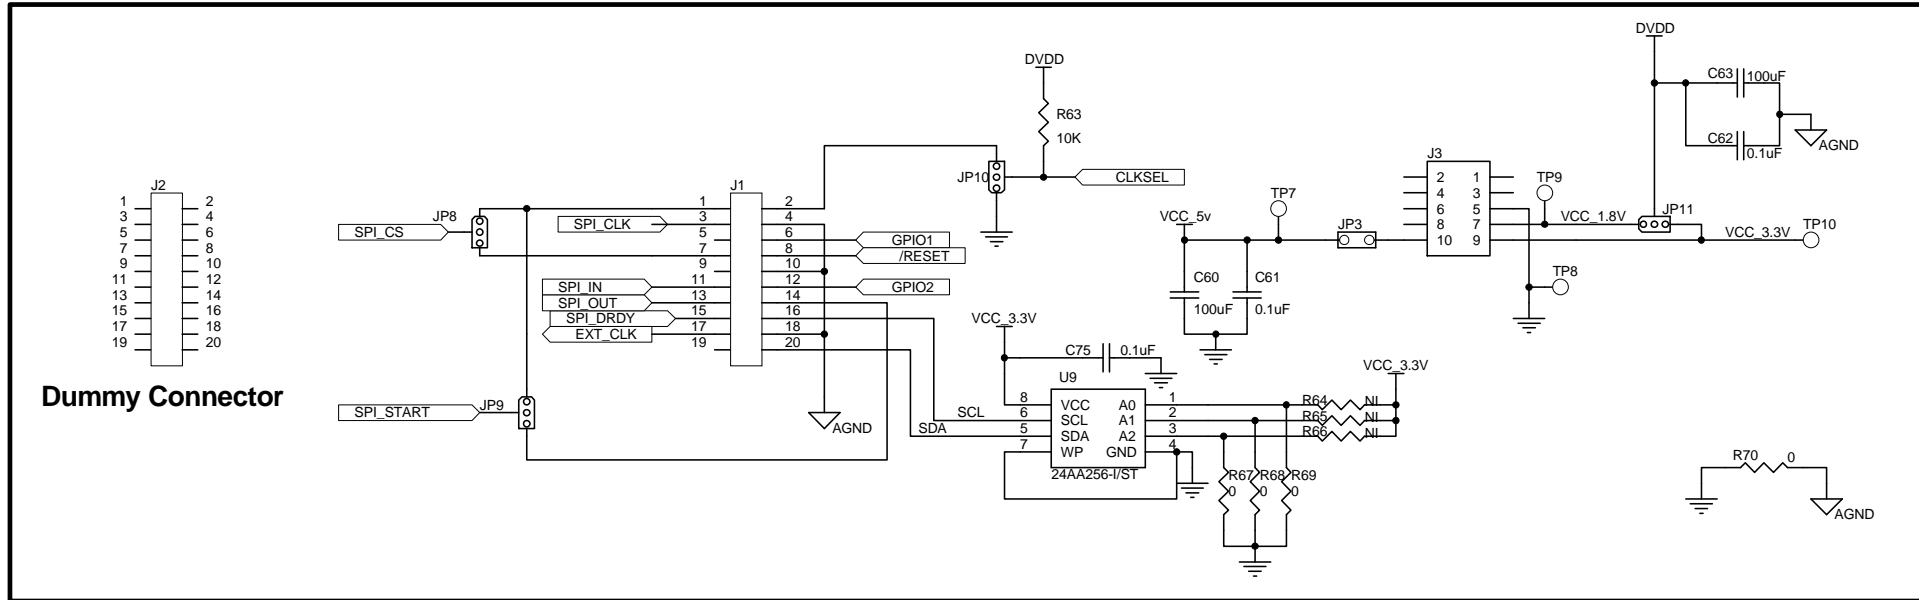 DVDD
C63 100uF
C62 0.1uF
AGND
DVDD
R63
10K
JP10
CLKSEL
J2
1 2
3 4
5 6
7 8
9 10
11 12
13 14
15 16
17 18
19 20
Dummy Connector
SPI_CS
JP8
SPI_START
JP9
J1
1 2
SPI_CLK 3 4
5 6 GPIO1
7 8 /RESET
9 10
SPI_IN 11 12 GPIO2
SPI_OUT 13 14
SPI_DRDY 15 16
EXT_CLK 17 18
19 20
AGND
J3
2 1
4 3
6 5
8 7
10 9
TP7
VCC_5v
JP3
C60
100uF
C61
0.1uF
TP9
VCC_1.8V
JP11
VCC_3.3V
TP10
TP8
VCC_3.3V
C75 0.1uF
U9
8 VCC A0 1
SCL 6 SCL A1 2
SDA 5 SDA A2 3
7 WP GND 4
24AA256-I/ST
VCC_3.3V
R64 NI
R65 NI
R66 NI
R67 R68 R69
0 0 0
R70 0
AGND